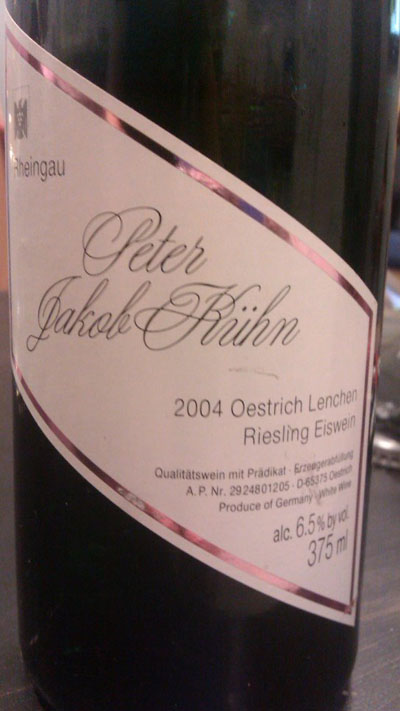 Rheingau
Peter
Jakob Kühn
2004 Oestrich Lenchen
Riesling Eiswein
Qualitätswein mit Prädikat · Erzeugerabfüllung
A. P. Nr. 2924801205 · D-65375 Oestrich
Produce of Germany · White Wine
alc. 6.5% by vol.
375 ml